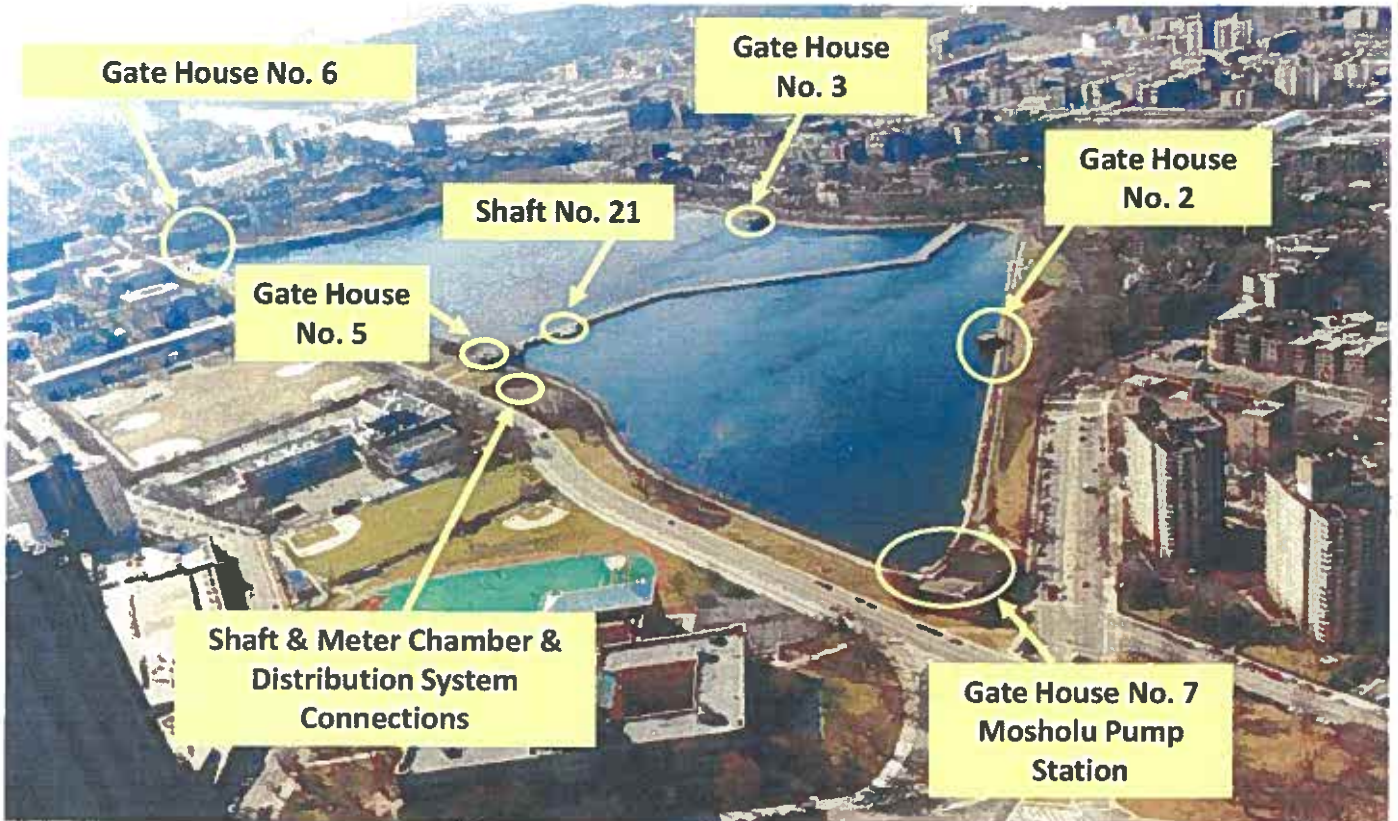 Gate House No. 6
Gate House
No. 3
Gate House
No. 2
Shaft No. 21
Gate House
No. 5
Shaft & Meter Chamber &
Distribution System
Connections
Gate House No. 7
Mosholu Pump
Station